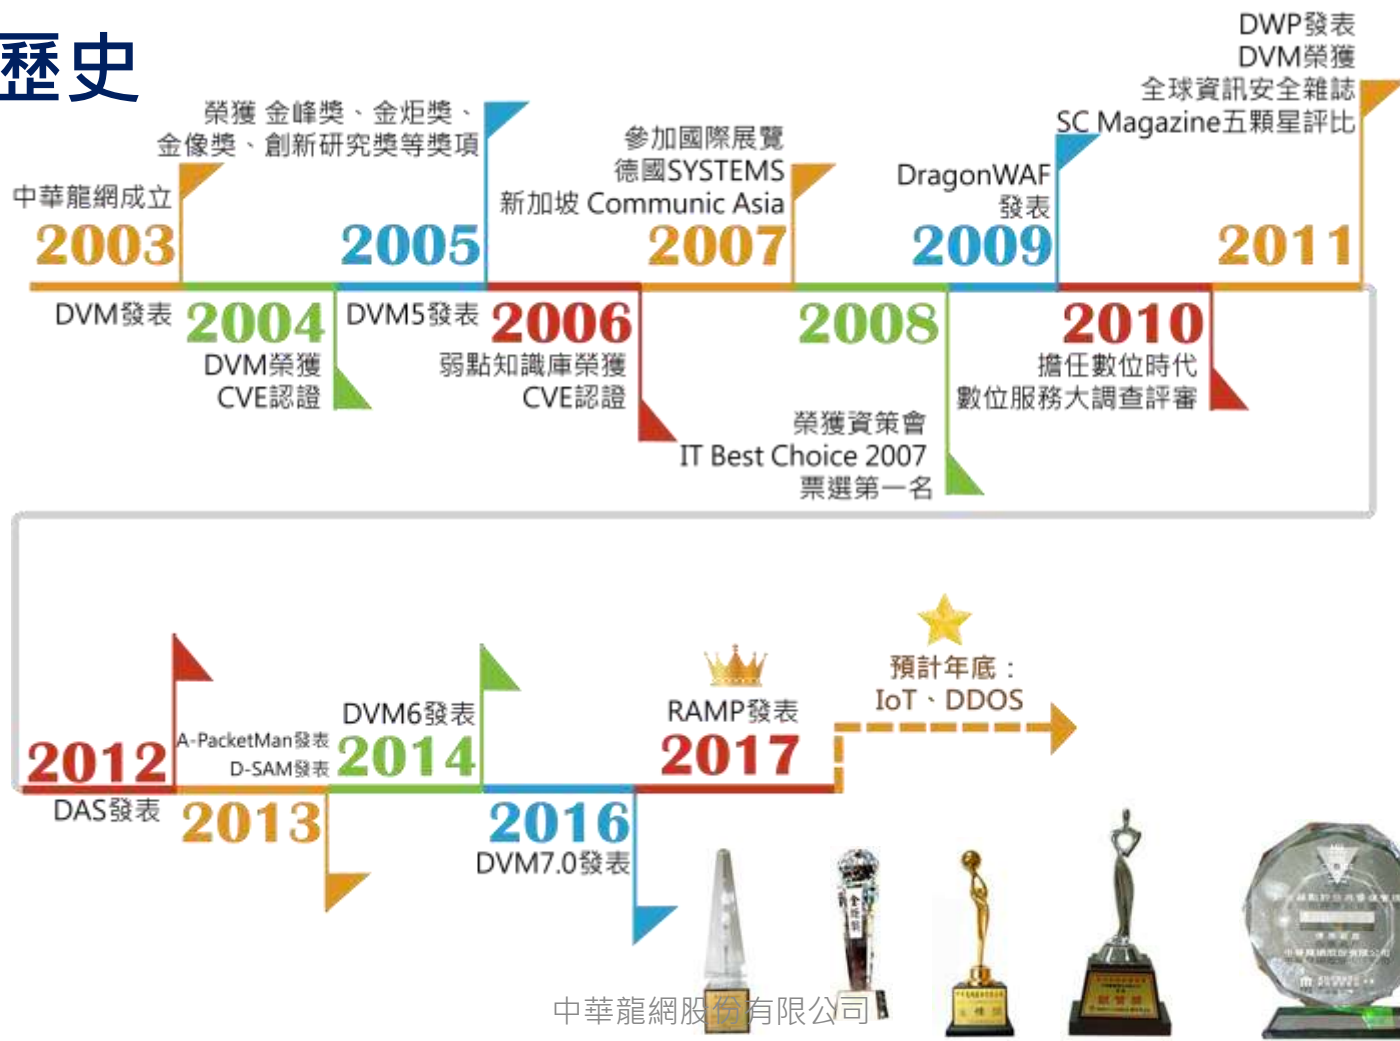 歷史
中華龍網成立
2003
DVM發表
2004
DVM榮獲
CVE認證
榮獲 金峰獎、金炬獎、
金像獎、創新研究獎等獎項
2005
DVM5發表
2006
弱點知識庫榮獲
CVE認證
參加國際展覽
德國SYSTEMS
新加坡 Communic Asia
2007
2008
榮獲資策會
IT Best Choice 2007
票選第一名
DragonWAF
發表
2009
2010
擔任數位時代
數位服務大調查評審
DWP發表
DVM榮獲
全球資訊安全雜誌
SC Magazine五顆星評比
2011
2012
DAS發表
A-PacketMan發表
D-SAM發表
2013
DVM6發表
2014
2016
DVM7.0發表
RAMP發表
2017
預計年底：
IoT、DDOS
金炬獎
中華龍網股份有限公司